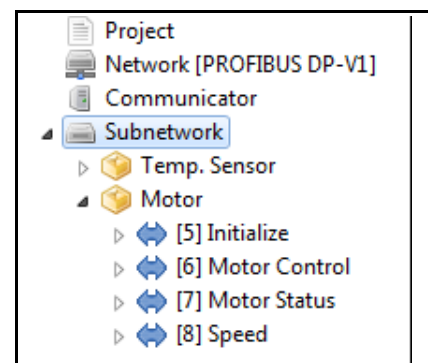 Project
Network [PROFIBUS DP-V1]
Communicator
Subnetwork
Temp. Sensor
Motor
[5] Initialize
[6] Motor Control
[7] Motor Status
[8] Speed